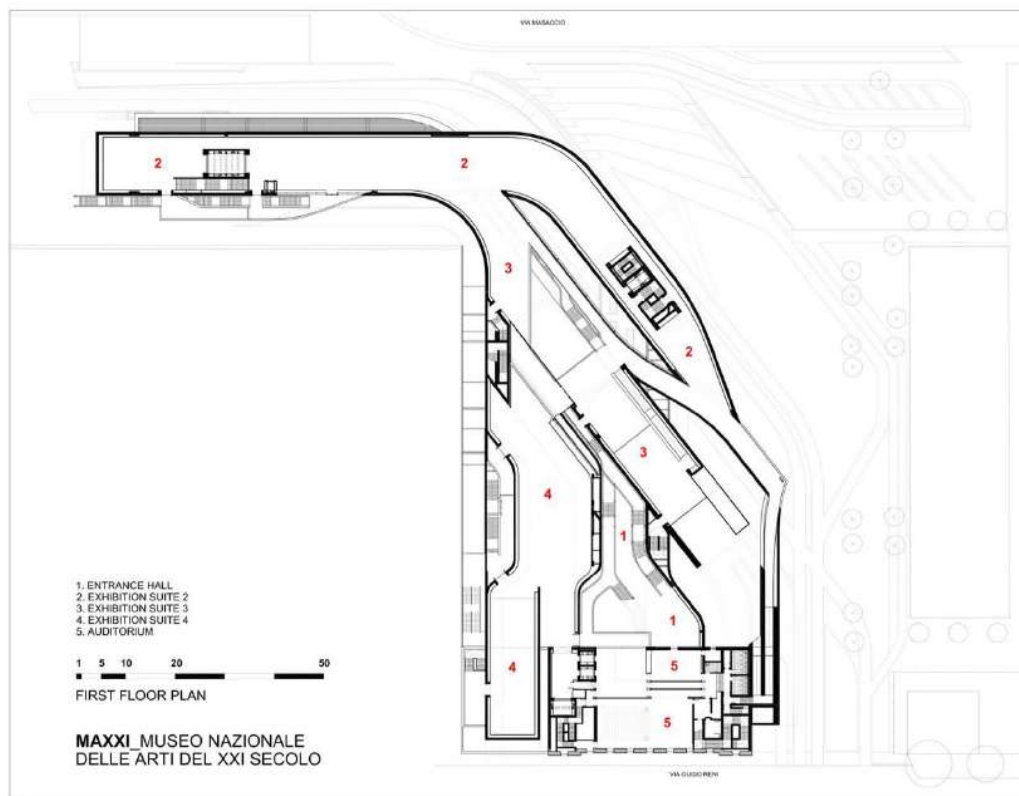 VIA MASACCIO
2
2
3
2
3
4
1
1
4
5
5
1. ENTRANCE HALL
2. EXHIBITION SUITE 2
3. EXHIBITION SUITE 3
4. EXHIBITION SUITE 4
5. AUDITORIUM
1 5 10 20 50
FIRST FLOOR PLAN
MAXXI_MUSEO NAZIONALE
DELLE ARTI DEL XXI SECOLO
VIA GUIDO RENI